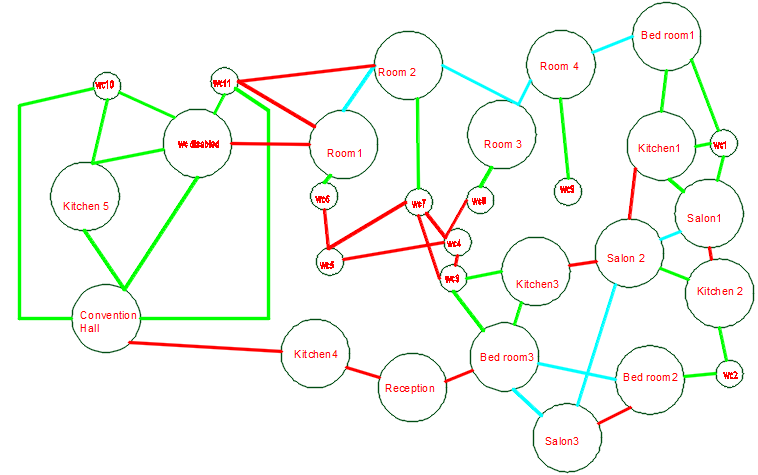 Bed room1
Room 4
Room 2
wc10
wc11
wc disabled
Room 1
Room 3
Kitchen1
wc1
wc9
Kitchen 5
wc6
wc7
wc8
Salon1
wc4
wc5
wc3
Kitchen3
Salon 2
Kitchen 2
Convention
Hall
Kitchen4
Reception
Bed room3
Bed room2
wc2
Salon3